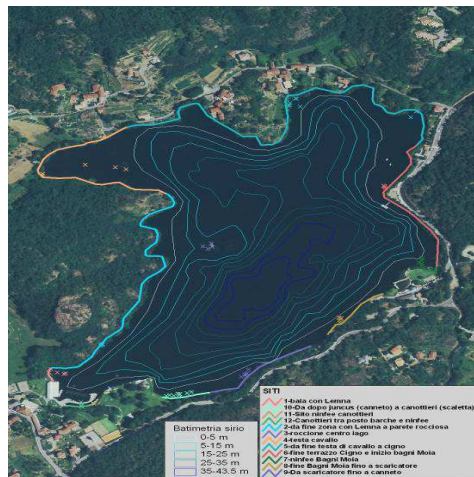 Batimetria sirio
0-5 m
5-15 m
15-25 m
25-35 m
35-43.5 m
SITI
1-baia con Lemna
10-Da dopo juncus (canneto) a canottieri (scaletta)
11-Silo ninfee canottieri
12-Canottieri tra posto barche e ninfee
2-da fine zona con Lemna a parete rocciosa
3-roccione centro lago
4-testa cavallo
5-da fine testa di cavallo a cigno
6-fine terrazzo Cigno e inizio bagni Moia
7-ninfee Bagni Moia
8-fine Bagni Moia fino a scaricatore
9-Da scaricatore fino a canneto